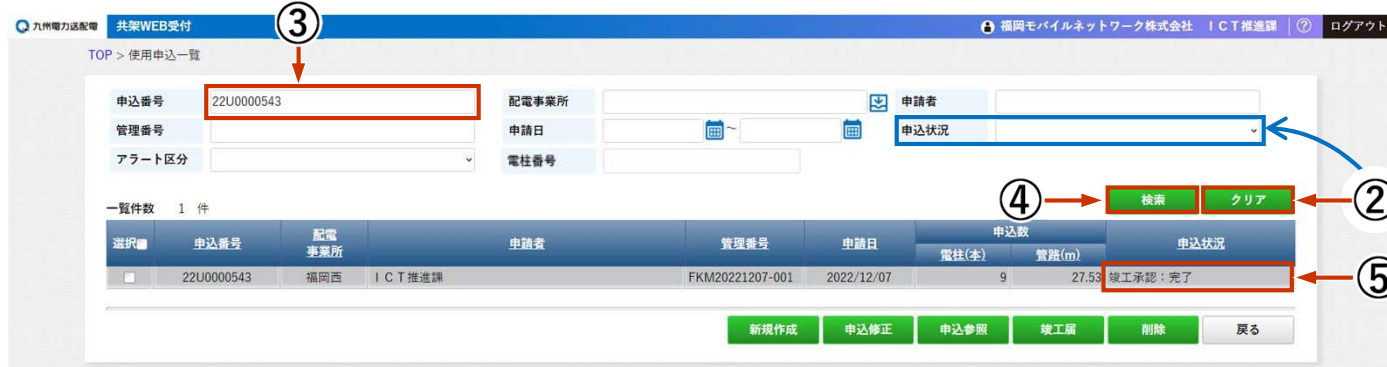 九州電力送配電 共架WEB受付 ③ 福岡モバイルネットワーク株式会社 ICT推進課 ? ログアウト
TOP > 使用申込一覧
申込番号 22U0000543 配電事業所 申請者
管理番号 申請日 ~ 申込状況
アラート区分 電柱番号
④ 検索 クリア ②
一覧件数 1 件
選択 申込番号 配電事業所 申請者 管理番号 申請日 申込数 電柱(本) 管路(m) 申込状況
22U0000543 福岡西 ICT推進課 FKM20221207-001 2022/12/07 9 27.53 竣工承認:完了 ⑤
新規作成 申込修正 申込参照 竣工届 削除 戻る